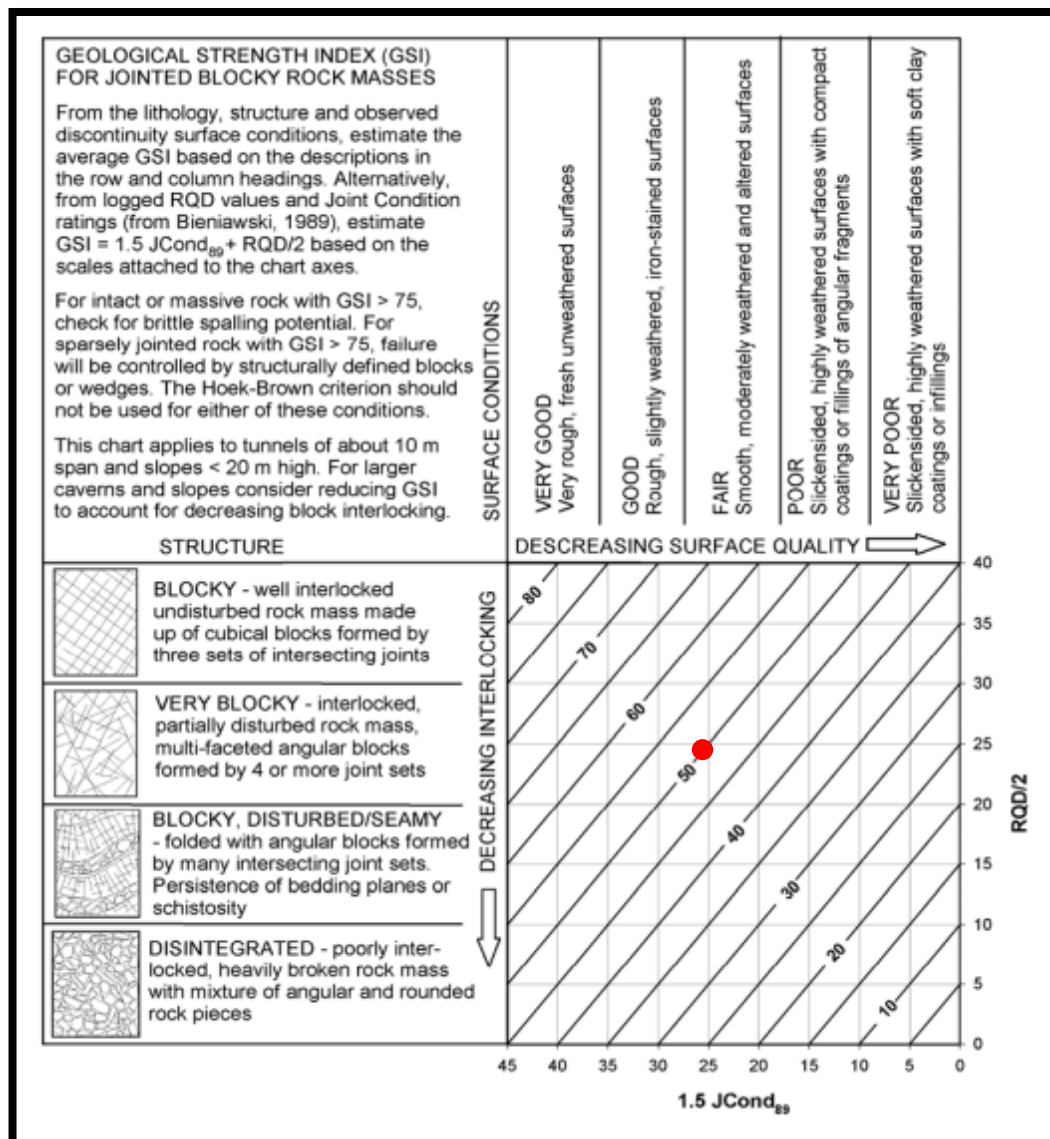 GEOLOGICAL STRENGTH INDEX (GSI)
FOR JOINTED BLOCKY ROCK MASSES
From the lithology, structure and observed
discontinuity surface conditions, estimate the
average GSI based on the descriptions in
the row and column headings. Alternatively,
from logged RQD values and Joint Condition
ratings (from Bieniawski, 1989), estimate
GSI = 1.5 JCond89 + RQD/2 based on the
scales attached to the chart axes.
For intact or massive rock with GSI > 75,
check for brittle spalling potential. For
sparsely jointed rock with GSI > 75, failure
will be controlled by structurally defined blocks
or wedges. The Hoek-Brown criterion should
not be used for either of these conditions.
This chart applies to tunnels of about 10 m
span and slopes < 20 m high. For larger
caverns and slopes consider reducing GSI
to account for decreasing block interlocking.
SURFACE CONDITIONS
VERY GOOD
Very rough, fresh unweathered surfaces
GOOD
Rough, slightly weathered, iron-stained surfaces
FAIR
Smooth, moderately weathered and altered surfaces
POOR
Slickensided, highly weathered surfaces with compact
coatings or fillings of angular fragments
VERY POOR
Slickensided, highly weathered surfaces with soft clay
coatings or infillings
STRUCTURE
DESCREASING SURFACE QUALITY
BLOCKY - well interlocked
undisturbed rock mass made
up of cubical blocks formed by
three sets of intersecting joints
VERY BLOCKY - interlocked,
partially disturbed rock mass,
multi-faceted angular blocks
formed by 4 or more joint sets
BLOCKY, DISTURBED/SEAMY
- folded with angular blocks formed
by many intersecting joint sets.
Persistence of bedding planes or
schistosity
DISINTEGRATED - poorly inter-
locked, heavily broken rock mass
with mixture of angular and rounded
rock pieces
DECREASING INTERLOCKING
80
70
60
50
40
30
20
10
40
35
30
25
20
15
10
5
0
RQD/2
45 40 35 30 25 20 15 10 5 0
1.5 JCond89